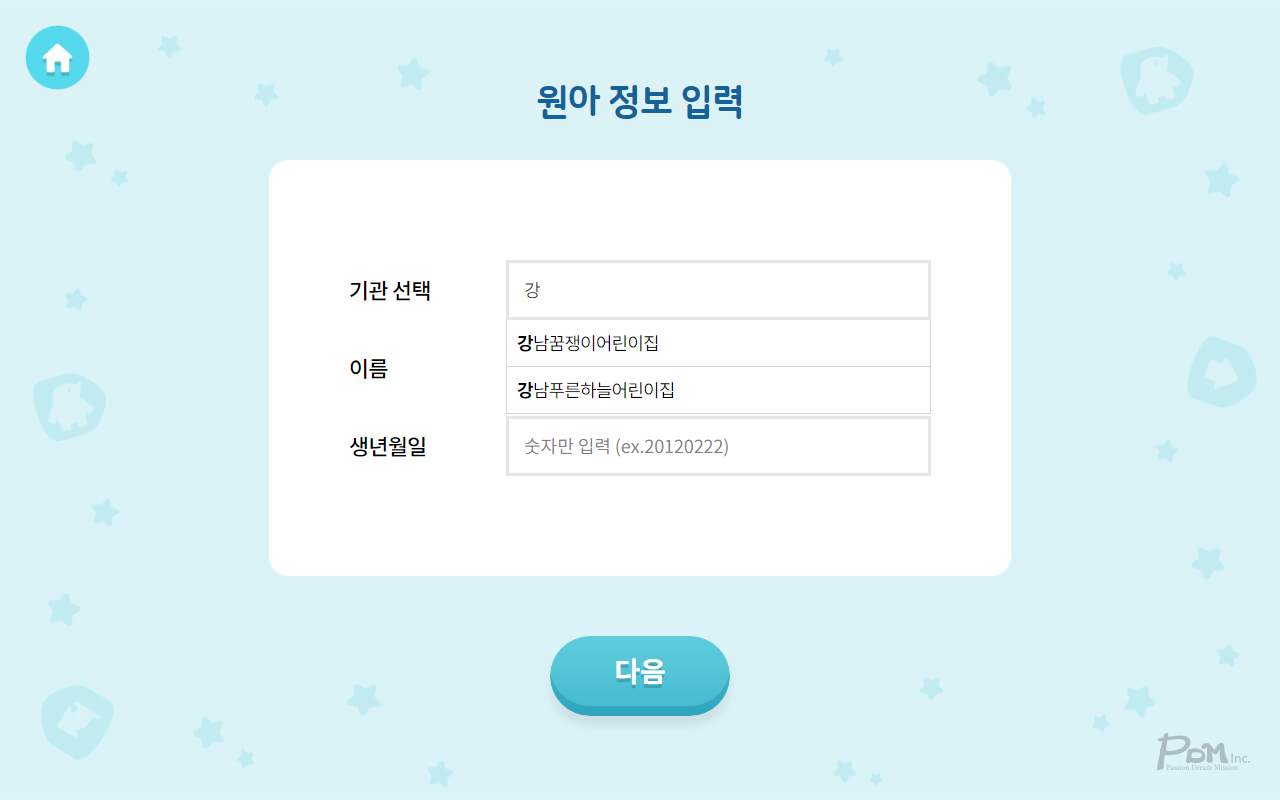 원아 정보 입력
기관 선택
강
강남꿈쟁이어린이집
이름
강남푸른하늘어린이집
생년월일
숫자만 입력 (ex.20120222)
다음
PDM Inc.
Passion Dream Mission